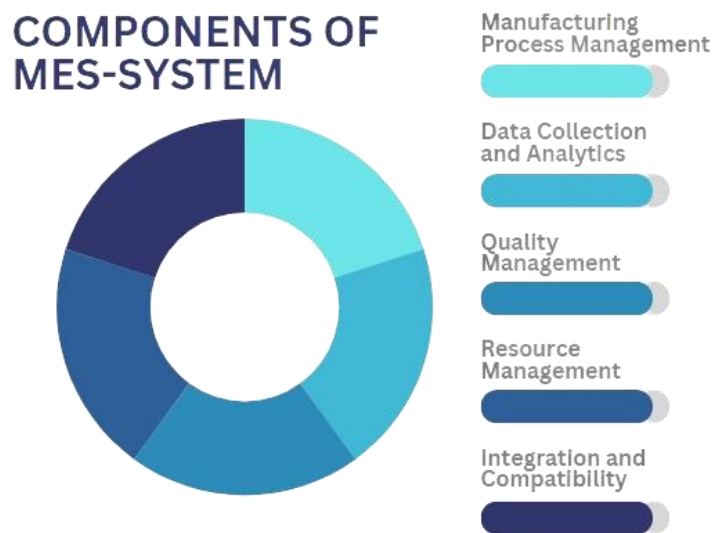 COMPONENTS OF
MES-SYSTEM
Manufacturing
Process Management
Data Collection
and Analytics
Quality
Management
Resource
Management
Integration and
Compatibility